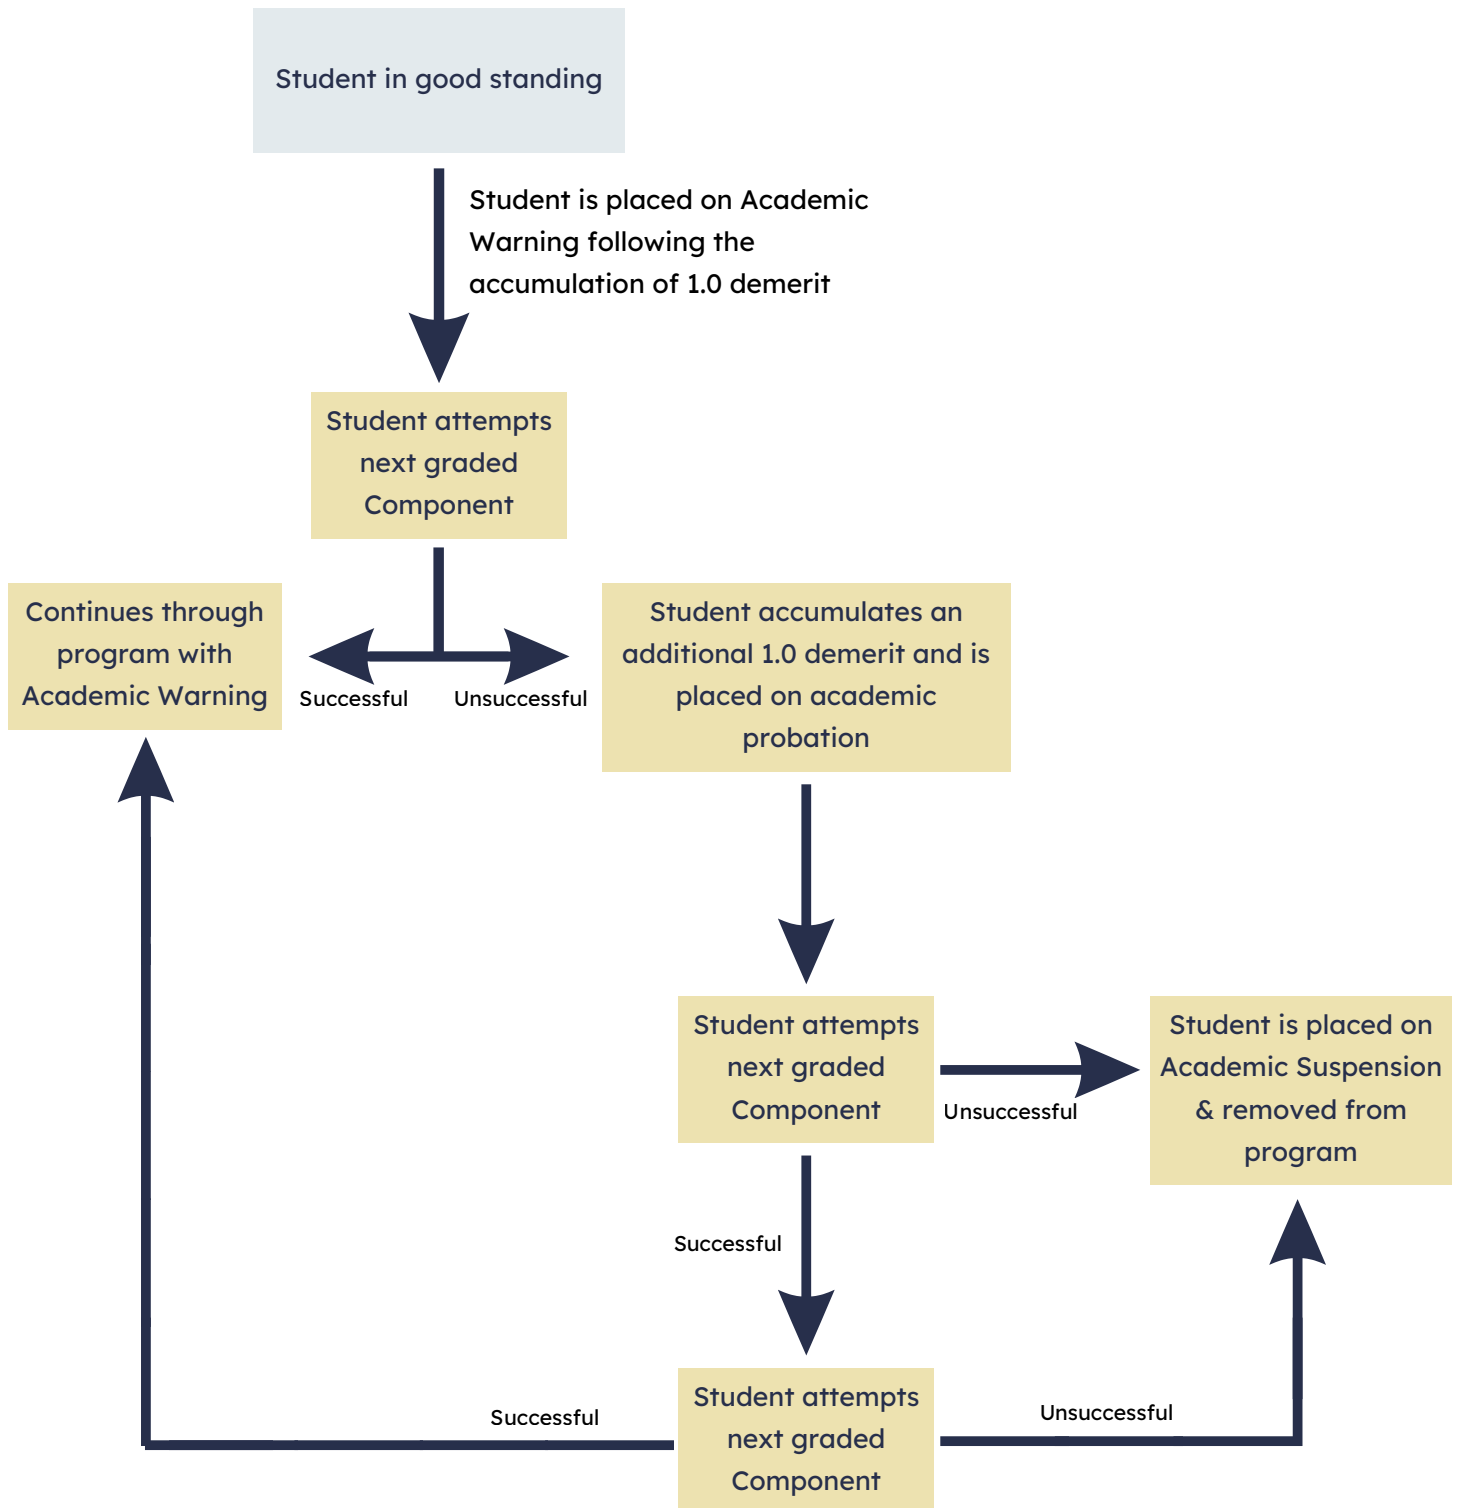 Student in good standing
Student is placed on Academic
Warning following the
accumulation of 1.0 demerit
Student attempts
next graded
Component
Continues through
program with
Academic Warning
Successful
Unsuccessful
Student accumulates an
additional 1.0 demerit and is
placed on academic
probation
Student attempts
next graded
Component
Unsuccessful
Student is placed on
Academic Suspension
& removed from
program
Successful
Student attempts
next graded
Component
Successful
Unsuccessful